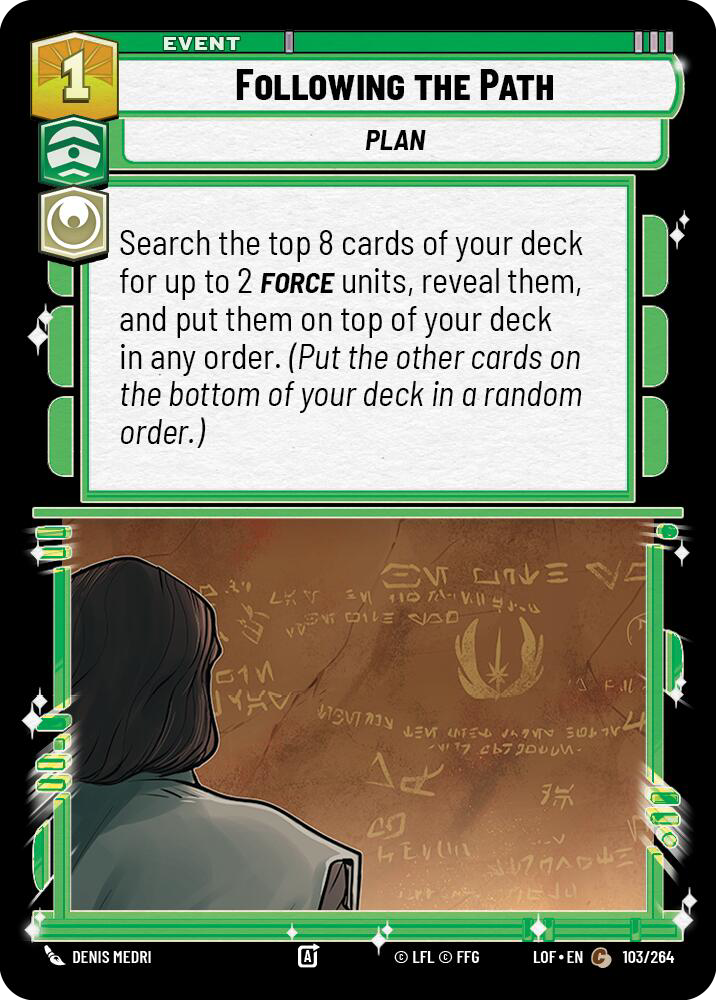 EVENT
1
FOLLOWING THE PATH
PLAN
Search the top 8 cards of your deck
for up to 2 FORCE units, reveal them,
and put them on top of your deck
in any order. (Put the other cards on
the bottom of your deck in a random
order.)
DENIS MEDRI
A
© LFL © FFG
LOF • EN
C
103/264